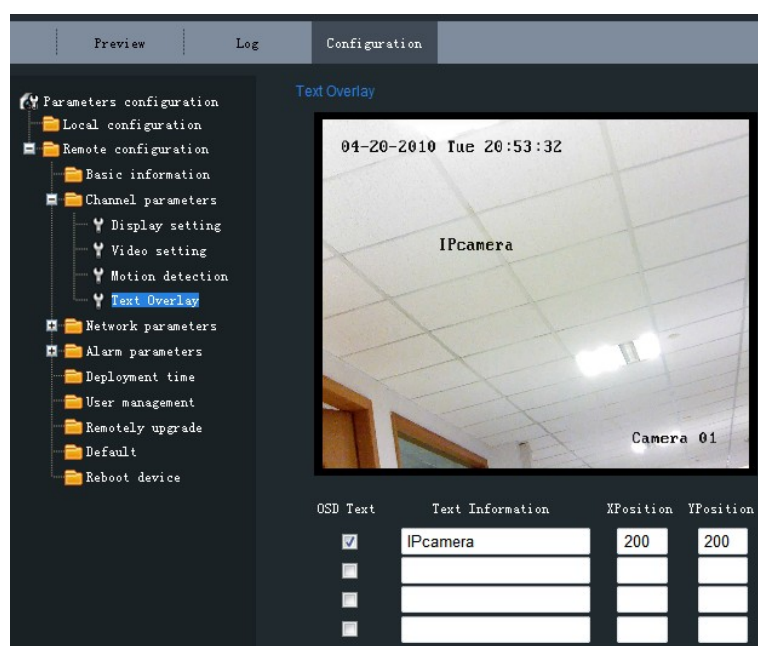 Preview Log Configuration
Parameters configuration
Local configuration
Remote configuration
Basic information
Channel parameters
Display setting
Video setting
Motion detection
Text Overlay
Network parameters
Alarm parameters
Deployment time
User management
Remotely upgrade
Default
Reboot device
Text Overlay
04-20-2010 Tue 20:53:32
IPcamera
Camera 01
OSD Text Text Information XPosition YPosition
IPcamera 200 200